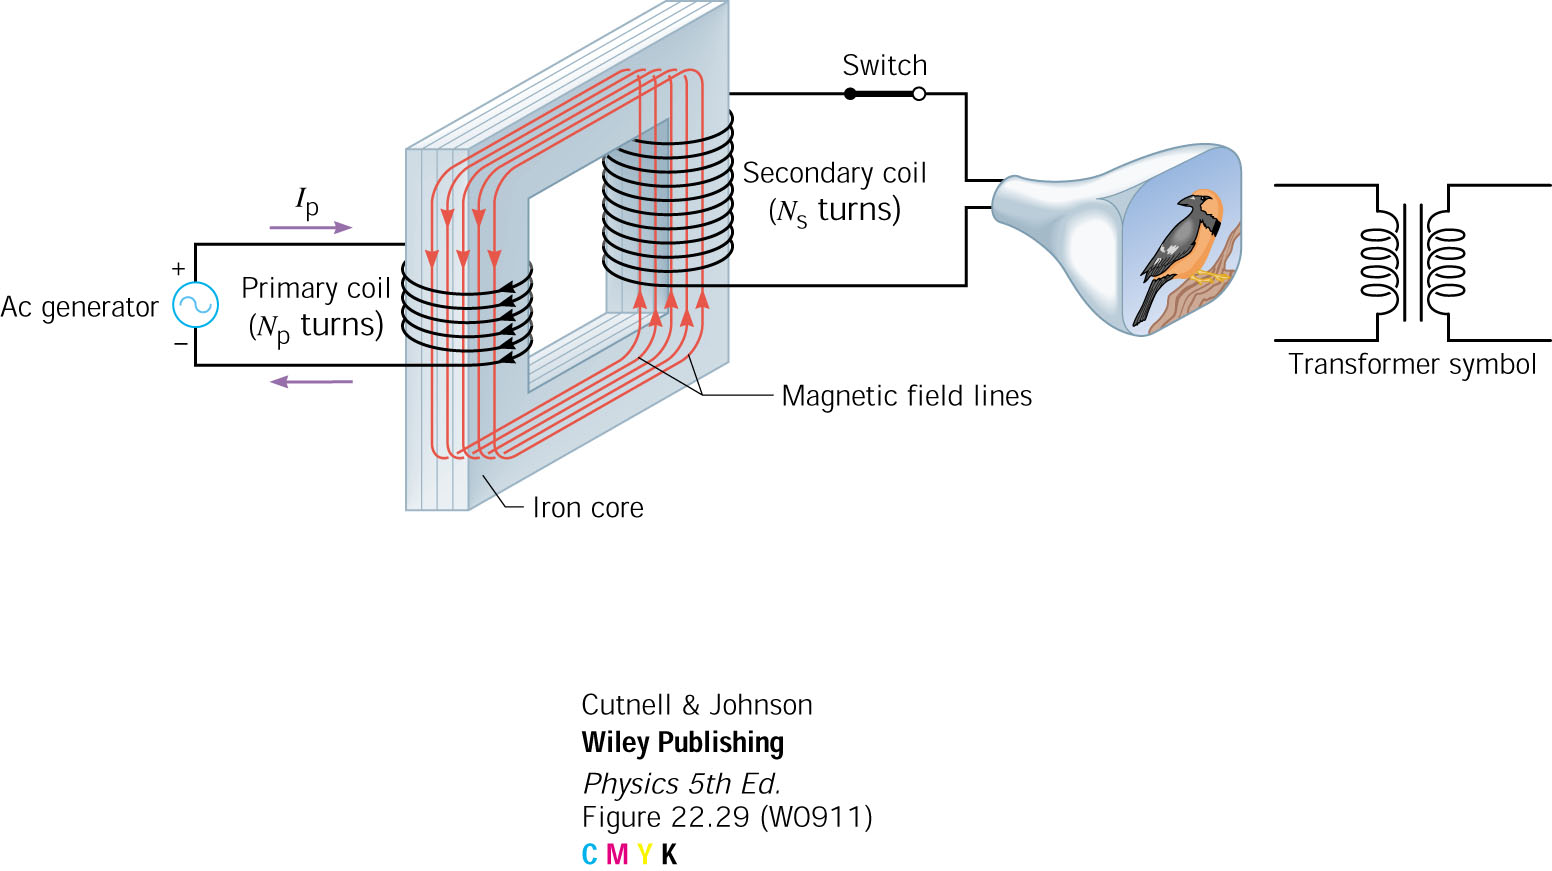 Switch
Secondary coil
(Ns turns)
Ip
+
Ac generator
−
Primary coil
(Np turns)
Transformer symbol
Magnetic field lines
Iron core
Cutnell & Johnson
Wiley Publishing
Physics 5th Ed.
Figure 22.29 (W0911)
C M Y K